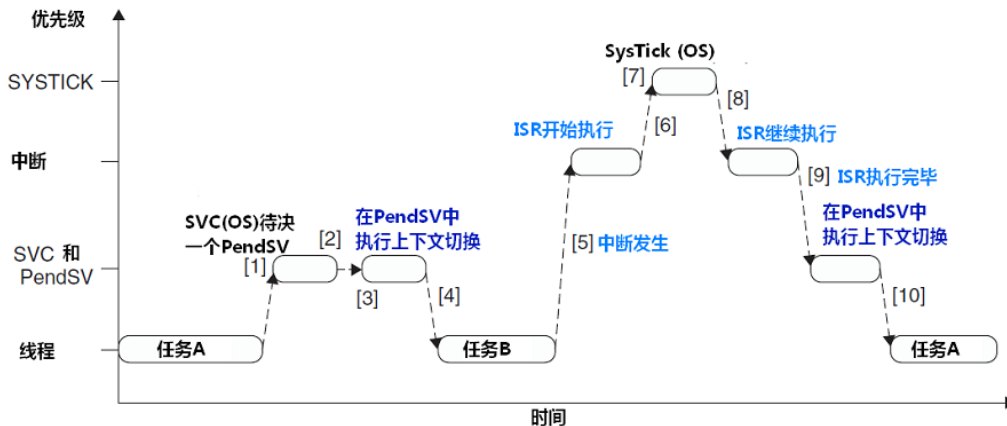 优先级
SysTick (OS)
SYSTICK
[7]
[8]
ISR开始执行
[6]
ISR继续执行
中断
[9] ISR执行完毕
SVC(OS)待决
一个PendSV
[2]
在PendSV中
执行上下文切换
在PendSV中
执行上下文切换
[5] 中断发生
SVC 和
PendSV
[1]
[3]
[4]
[10]
线程
任务A
任务B
任务A
时间